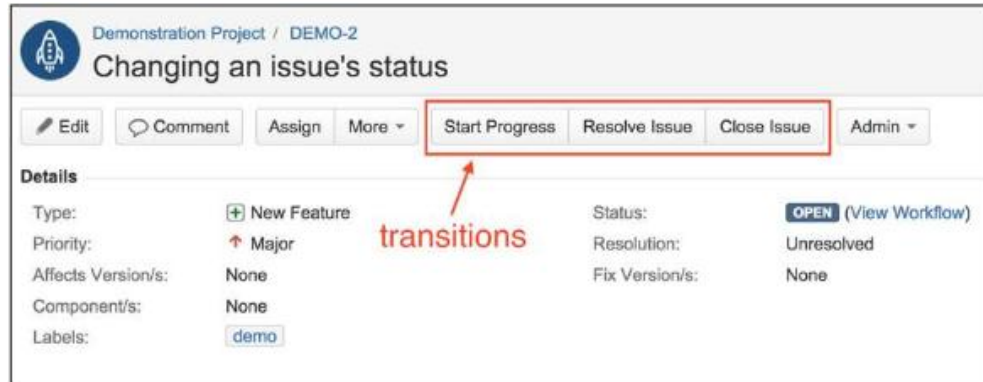 Demonstration Project / DEMO-2
Changing an issue's status
Edit Comment Assign More Start Progress Resolve Issue Close Issue Admin
Details
Type: New Feature Status: OPEN (View Workflow)
Priority: Major transitions Resolution: Unresolved
Affects Version/s: None Fix Version/s: None
Component/s: None
Labels: demo